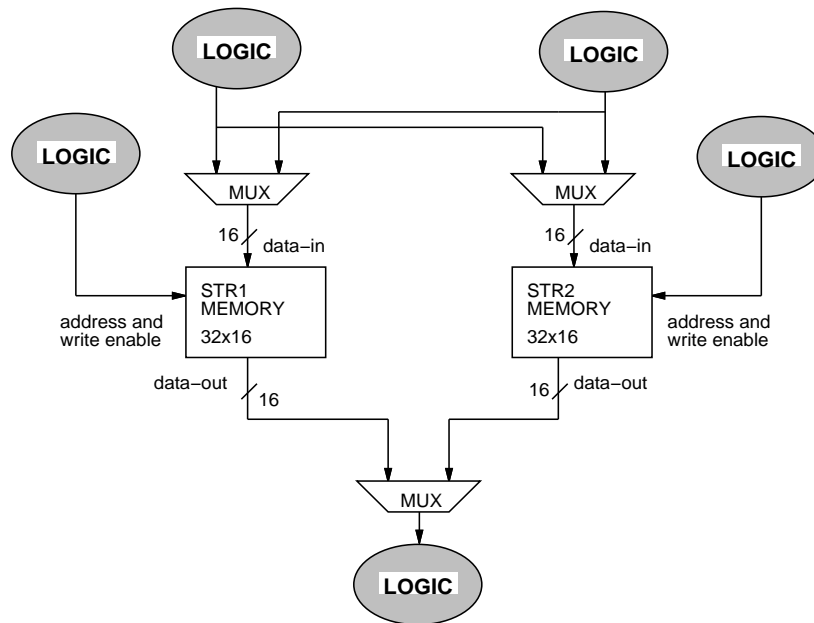 LOGIC
LOGIC
LOGIC
LOGIC
MUX
MUX
16
data-in
16
data-in
STR1
MEMORY
32x16
STR2
MEMORY
32x16
address and
write enable
address and
write enable
data-out
16
16
data-out
MUX
LOGIC